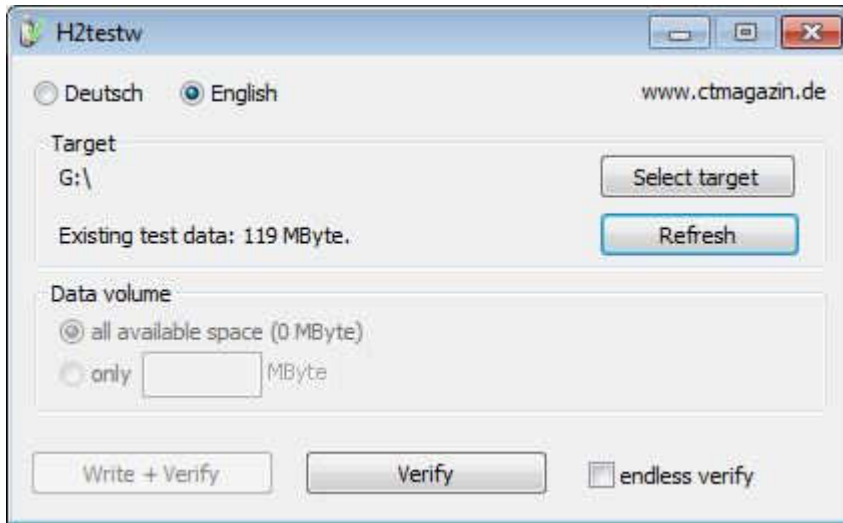 H2testw
Deutsch English www.ctmagazin.de
Target
G:\ Select target
Existing test data: 119 MByte. Refresh
Data volume
all available space (0 MByte)
only MByte
Write + Verify Verify endless verify